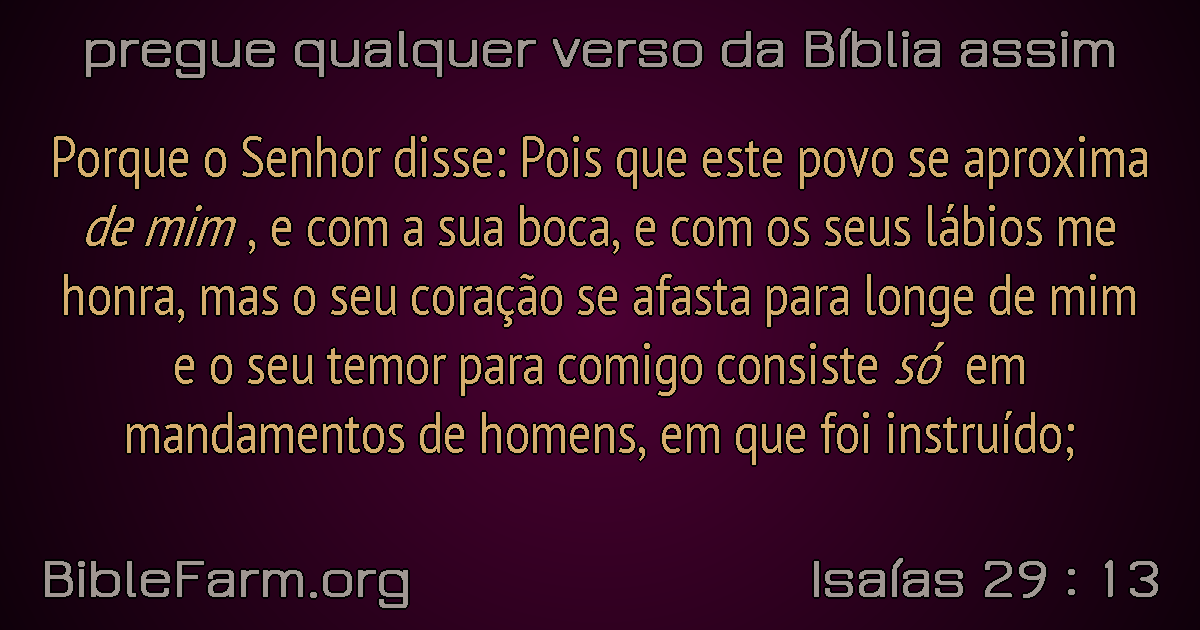 pregue qualquer verso da Bíblia assim
Porque o Senhor disse: Pois que este povo se aproxima
de mim , e com a sua boca, e com os seus lábios me
honra, mas o seu coração se afasta para longe de mim
e o seu temor para comigo consiste só em
mandamentos de homens, em que foi instruído;
BibleFarm.org
Isaías 29 : 13